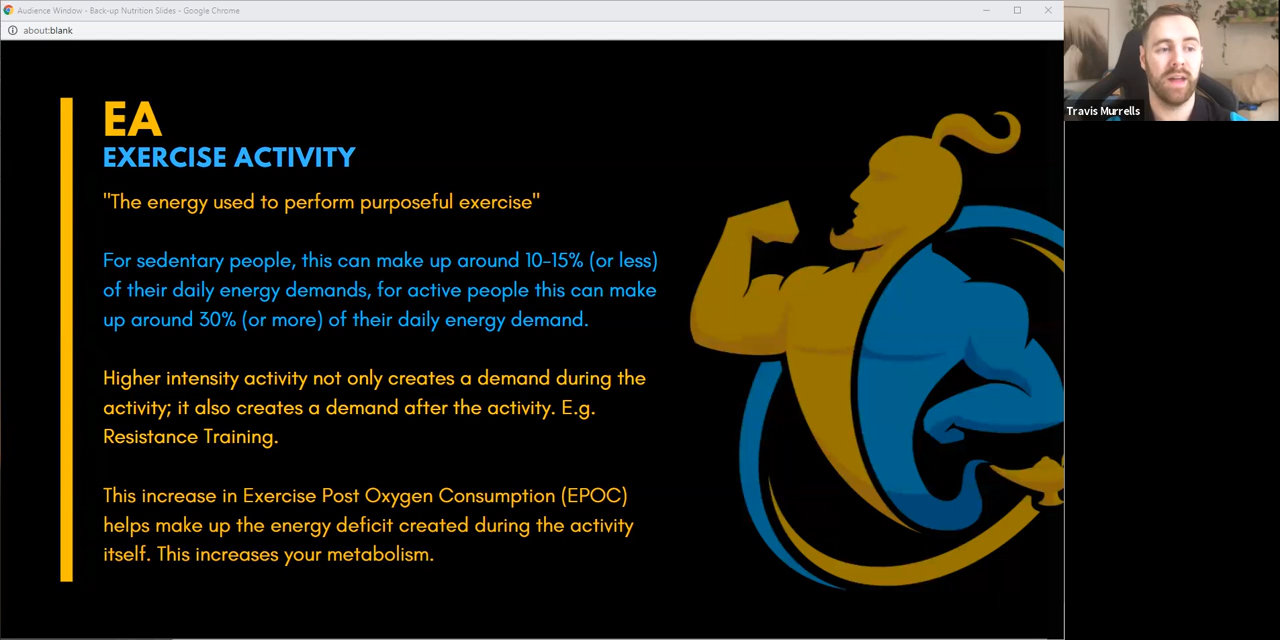 Audience Window - Back-up Nutrition Slides - Google Chrome
about:blank
Travis Murrells
EA
EXERCISE ACTIVITY
"The energy used to perform purposeful exercise"
For sedentary people, this can make up around 10-15% (or less)
of their daily energy demands, for active people this can make
up around 30% (or more) of their daily energy demand.
Higher intensity activity not only creates a demand during the
activity; it also creates a demand after the activity. E.g.
Resistance Training.
This increase in Exercise Post Oxygen Consumption (EPOC)
helps make up the energy deficit created during the activity
itself. This increases your metabolism.